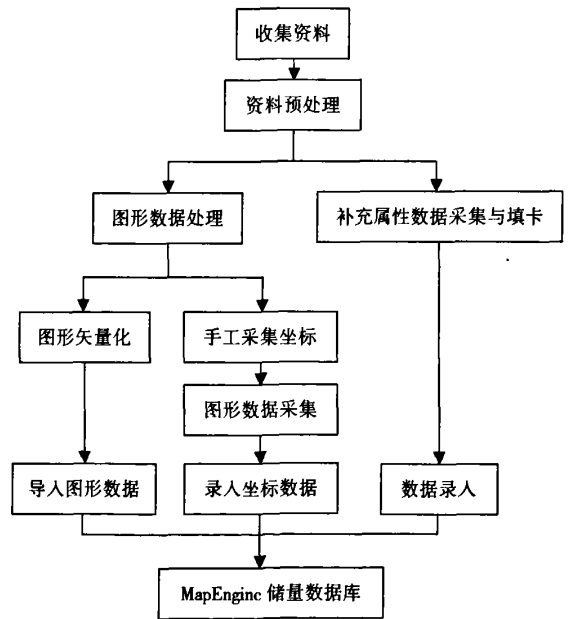 收集资料
资料预处理
图形数据处理
补充属性数据采集与填卡
图形矢量化
手工采集坐标
图形数据采集
导入图形数据
录入坐标数据
数据录入
MapEnginc 储量数据库